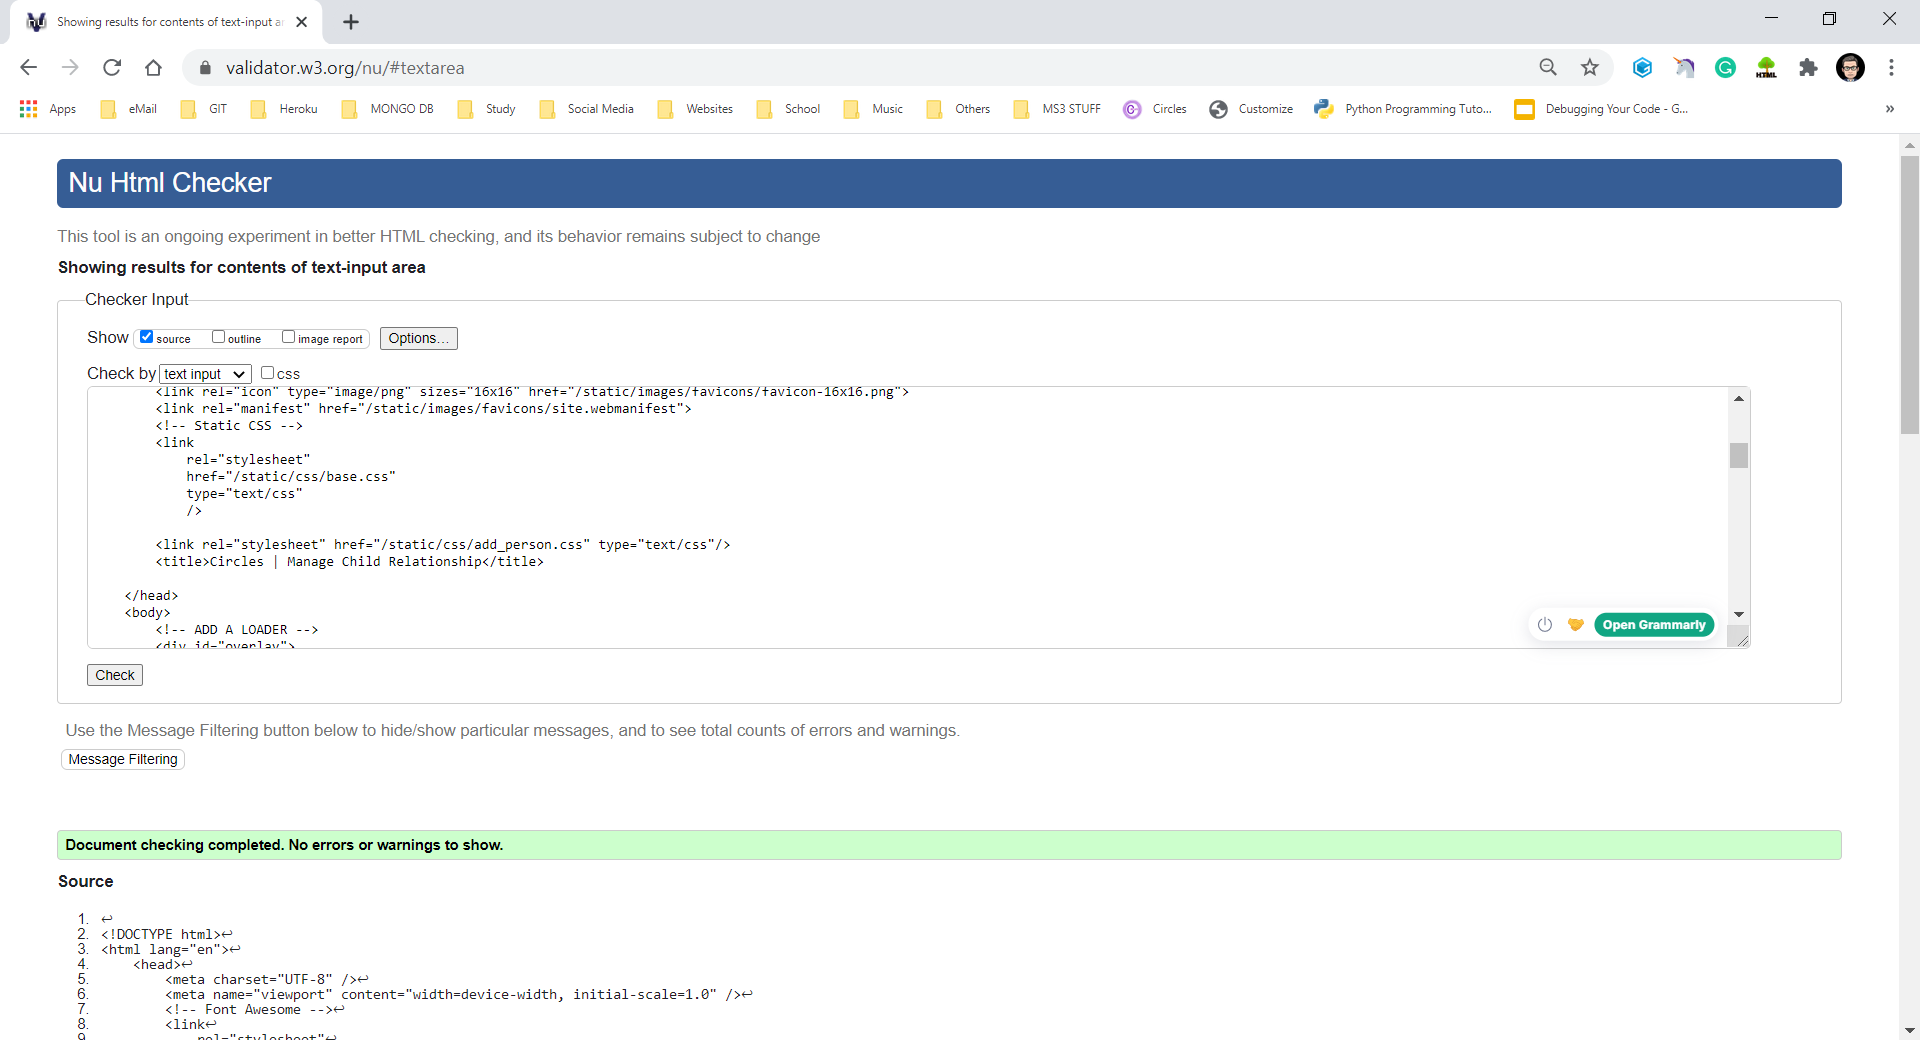 Showing results for contents of text-input ar
validator.w3.org/nu/#textarea
Apps eMail GIT Heroku MONGO DB Study Social Media Websites School Music Others MS3 STUFF Circles Customize Python Programming Tuto... Debugging Your Code - G... »
Nu Html Checker
This tool is an ongoing experiment in better HTML checking, and its behavior remains subject to change
Showing results for contents of text-input area
Checker Input
Show source outline image report Options...
Check by text input css
<link rel="icon" type="image/png" sizes="16x16" href="/static/images/favicons/favicon-16x16.png">
<link rel="manifest" href="/static/images/favicons/site.webmanifest">
<!-- Static CSS -->
<link
rel="stylesheet"
href="/static/css/base.css"
type="text/css"
/>
<link rel="stylesheet" href="/static/css/add_person.css" type="text/css"/>
<title>Circles | Manage Child Relationship</title>
</head>
<body>
<!-- ADD A LOADER -->
<div id="overlay">
Open Grammarly
Check
Use the Message Filtering button below to hide/show particular messages, and to see total counts of errors and warnings.
Message Filtering
Document checking completed. No errors or warnings to show.
Source
1. ↩
2. <!DOCTYPE html>↩
3. <html lang="en">↩
4. <head>↩
5. <meta charset="UTF-8" />↩
6. <meta name="viewport" content="width=device-width, initial-scale=1.0" />↩
7. <!-- Font Awesome -->↩
8. <link↩
9. rel="stylesheet"↩